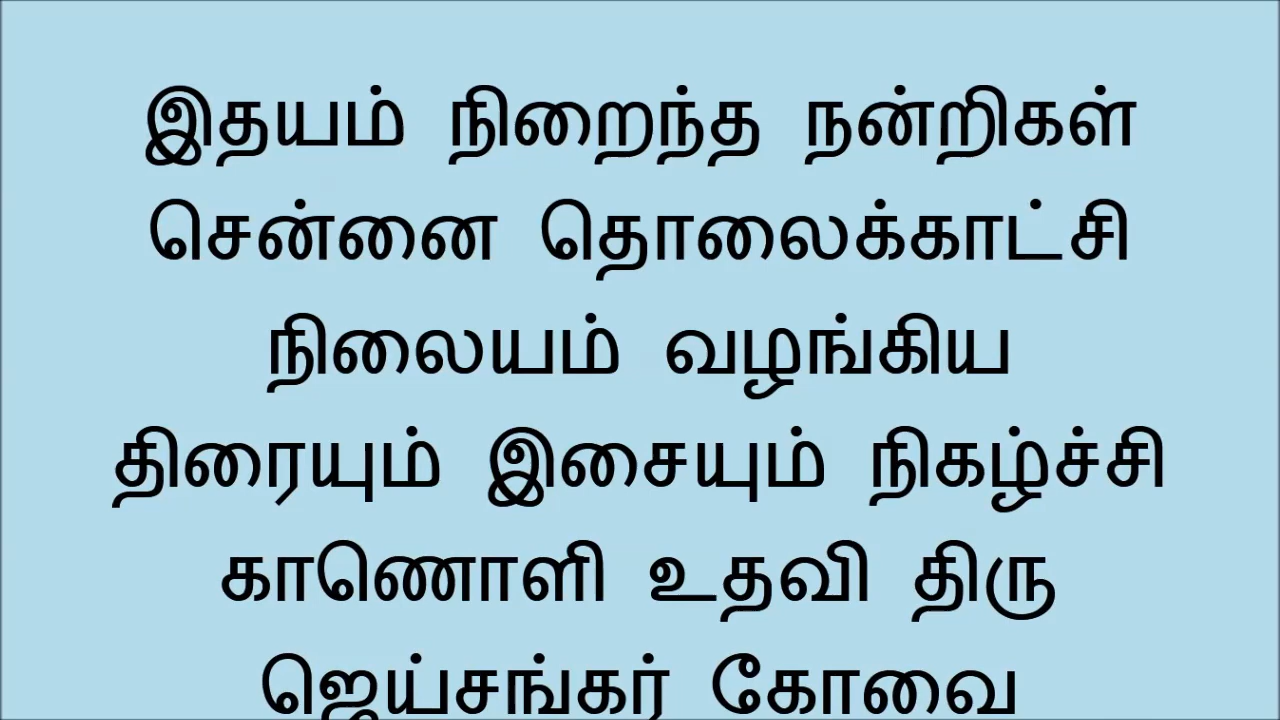 இதயம் நிறைந்த நன்றிகள்
சென்னை தொலைக்காட்சி
நிலையம் வழங்கிய
திரையும் இசையும் நிகழ்ச்சி
காணொளி உதவி திரு
ஜெய்சங்கர் கோவை